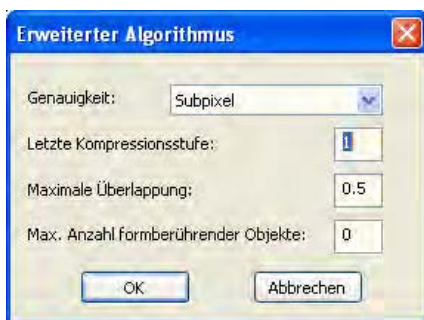 Erweiterter Algorithmus
Genauigkeit: Subpixel
Letzte Kompressionsstufe: 1
Maximale Überlappung: 0.5
Max. Anzahl formberührender Objekte: 0
OK Abbrechen